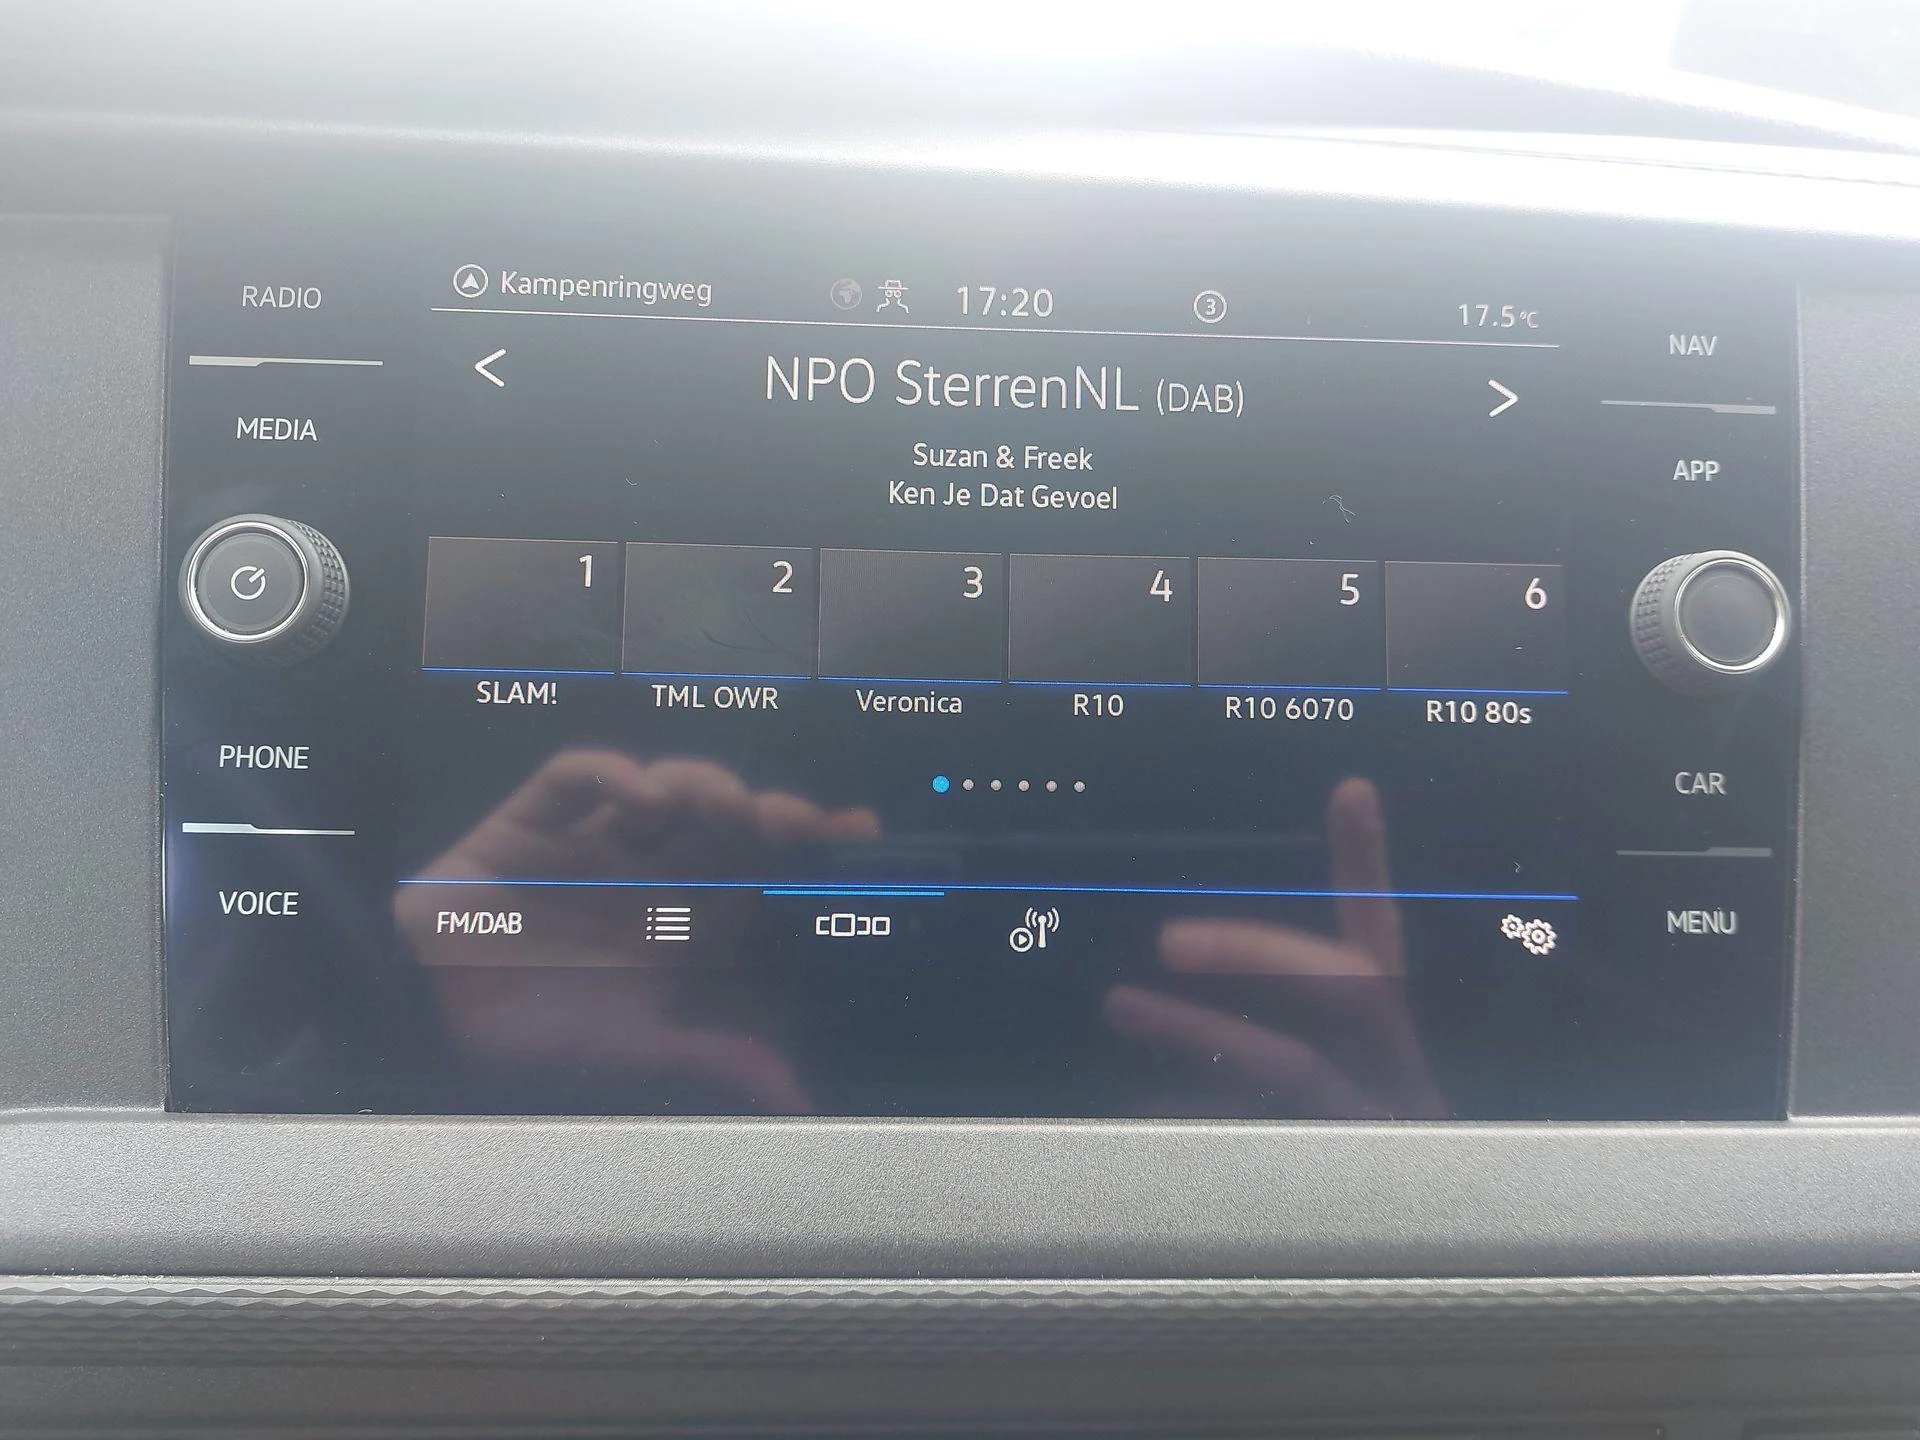 RADIO
MEDIA
PHONE
VOICE
Kampenringweg
17:20
3
17.5°C
<
NPO SterrenNL (DAB)
>
Suzan & Freek
Ken Je Dat Gevoel
1 2 3 4 5 6
SLAM! TML OWR Veronica R10 R10 6070 R10 80s
FM/DAB
NAV
APP
CAR
MENU